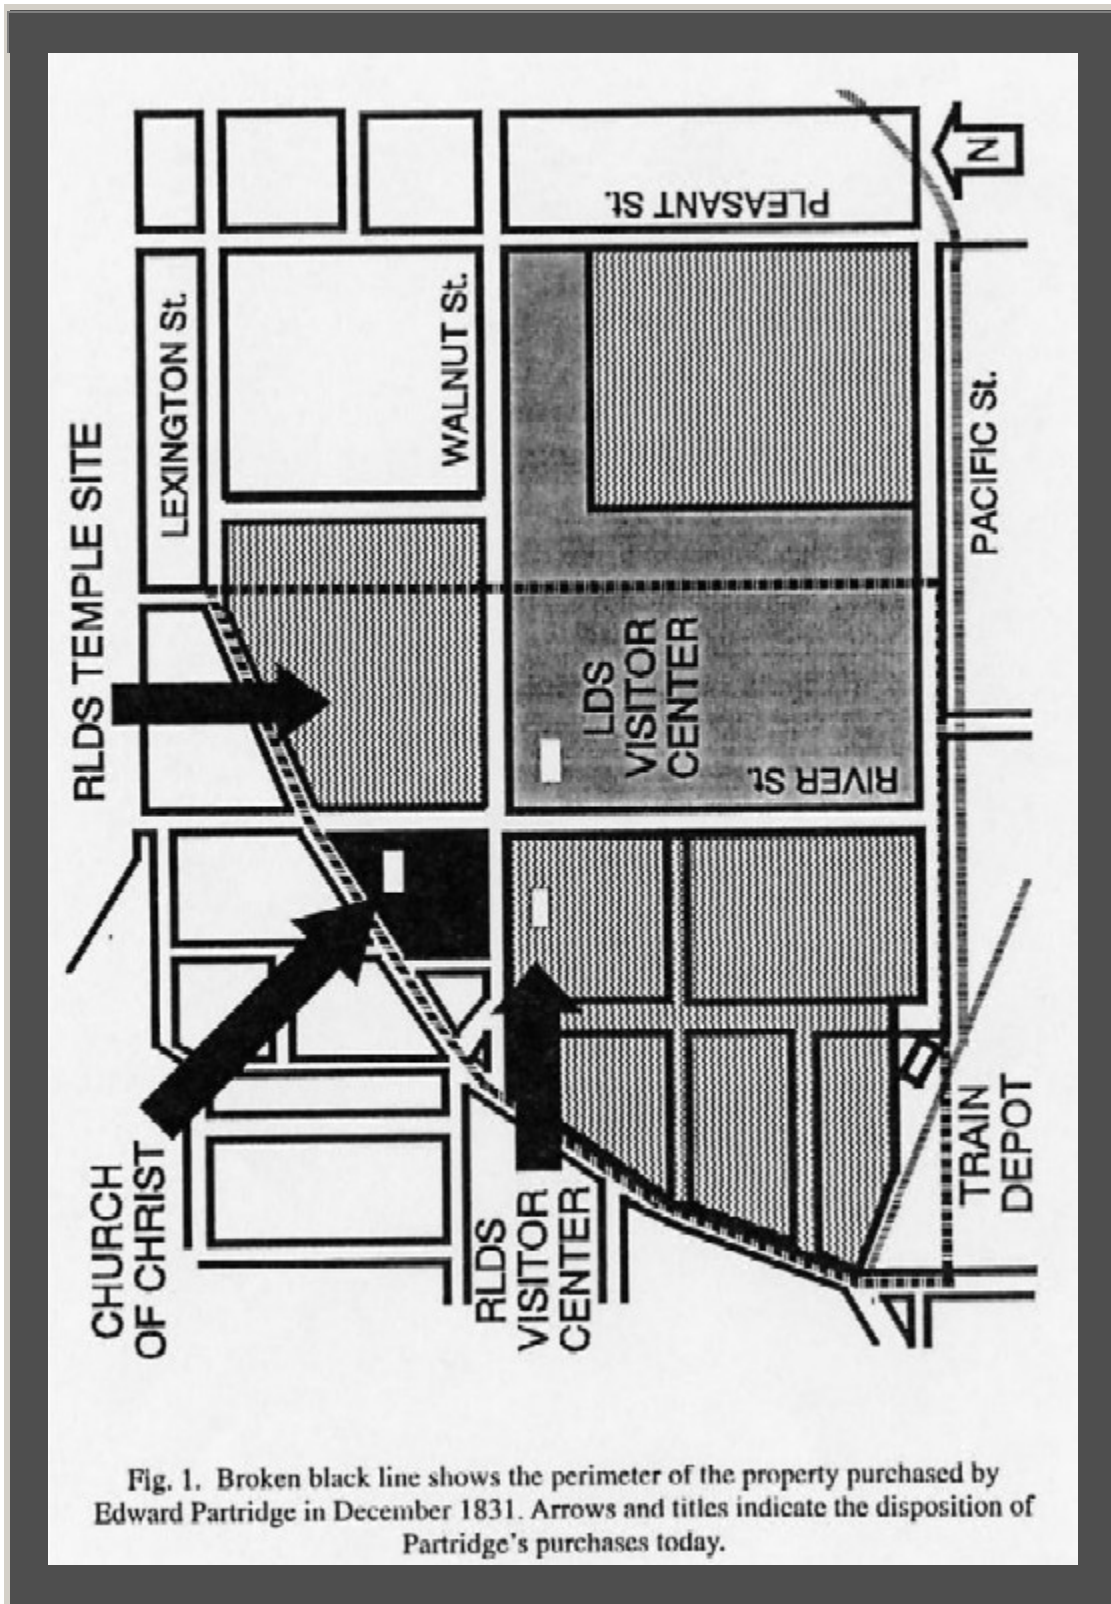 N
PLEASANT St.
LEXINGTON St.
WALNUT St.
PACIFIC St.
RLDS TEMPLE SITE
LDS
VISITOR
CENTER
RIVER St.
CHURCH
OF CHRIST
RLDS
VISITOR
CENTER
TRAIN
DEPOT
Fig. 1. Broken black line shows the perimeter of the property purchased by
Edward Partridge in December 1831. Arrows and titles indicate the disposition of
Partridge's purchases today.